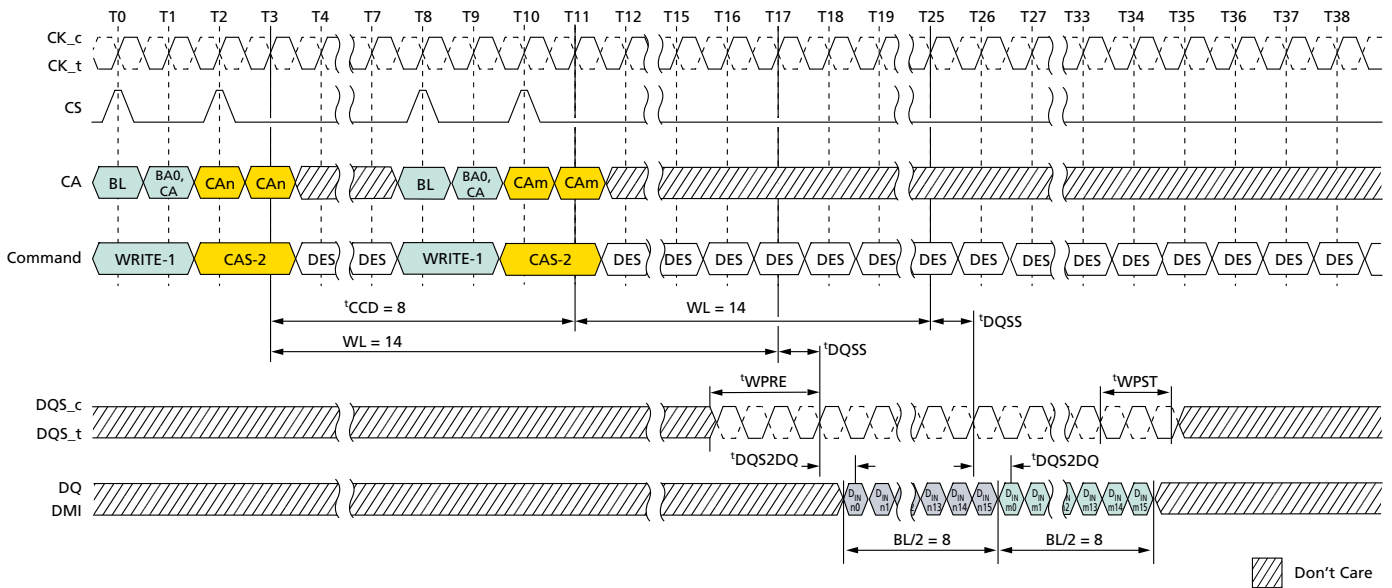 T0 T1 T2 T3 T4 T7 T8 T9 T10 T11 T12 T15 T16 T17 T18 T19 T25 T26 T27 T33 T34 T35 T36 T37 T38
CK_c
CK_t
CS
CA BL BA0, CA CAn CAn BL BA0, CA CAm CAm
Command WRITE-1 CAS-2 DES DES WRITE-1 CAS-2 DES DES DES DES DES DES DES DES DES DES DES DES DES DES DES
tCCD = 8 WL = 14 tDQSS
WL = 14 tDQSS
tWPRE tWPST
DQS_c
DQS_t
tDQS2DQ tDQS2DQ
DQ
DMI
DIN n0 DIN n1 DIN n13 DIN n14 DIN n15 DIN m0 DIN m1 DIN m13 DIN m14 DIN m15
BL/2 = 8 BL/2 = 8
Don't Care